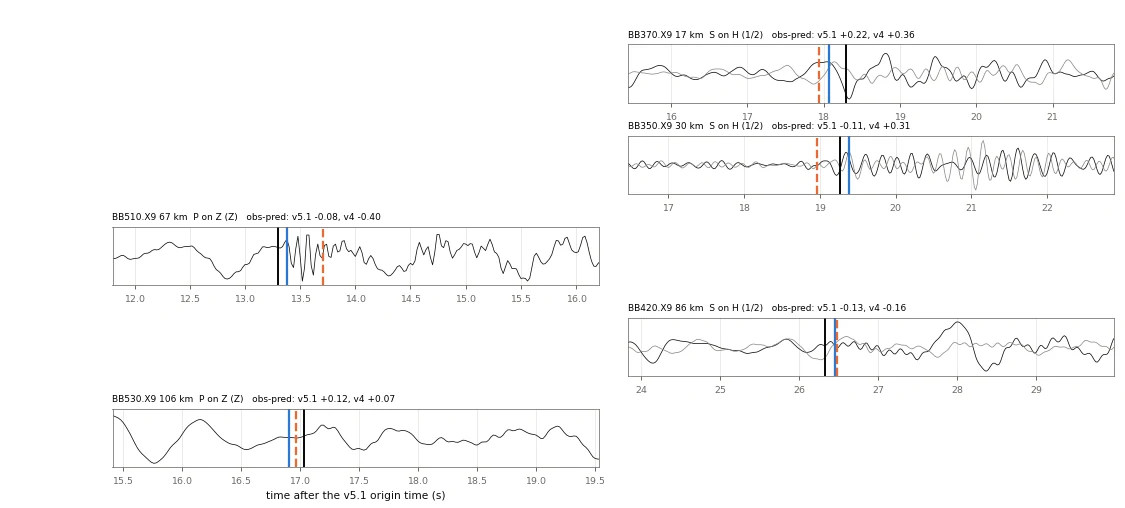 BB370.X9 17 km  S on H (1/2)   obs-pred: v5.1 +0.22, v4 +0.36
16 17 18 19 20 21
BB350.X9 30 km  S on H (1/2)   obs-pred: v5.1 -0.11, v4 +0.31
17 18 19 20 21 22
BB510.X9 67 km  P on Z (Z)   obs-pred: v5.1 -0.08, v4 -0.40
12.0 12.5 13.0 13.5 14.0 14.5 15.0 15.5 16.0
BB420.X9 86 km  S on H (1/2)   obs-pred: v5.1 -0.13, v4 -0.16
24 25 26 27 28 29
BB530.X9 106 km  P on Z (Z)   obs-pred: v5.1 +0.12, v4 +0.07
15.5 16.0 16.5 17.0 17.5 18.0 18.5 19.0 19.5
time after the v5.1 origin time (s)